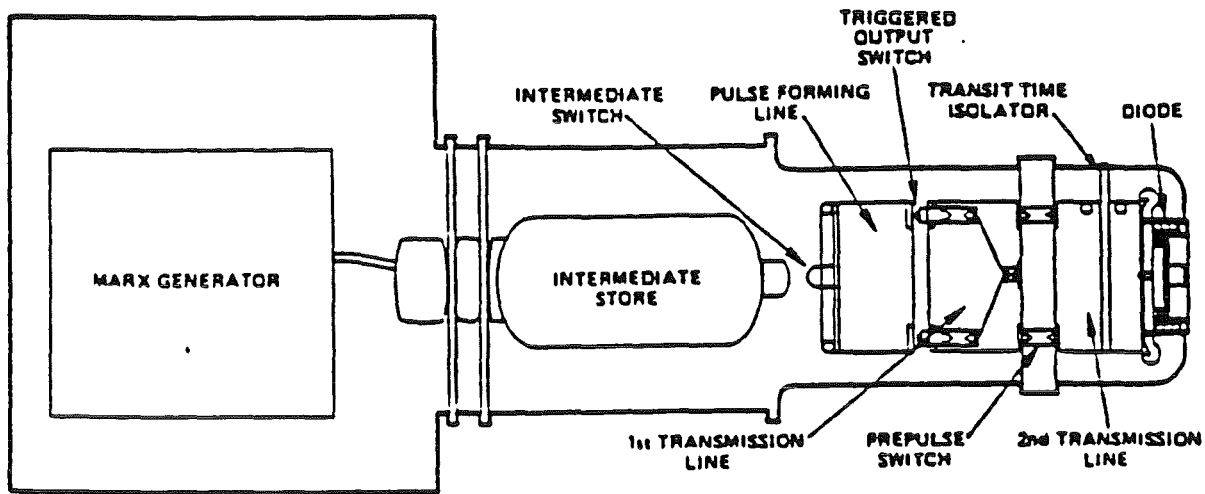 TRIGGERED
OUTPUT
SWITCH
INTERMEDIATE
SWITCH
PULSE FORMING
LINE
TRANSIT TIME
ISOLATOR
DIODE
MARX GENERATOR
INTERMEDIATE
STORE
1st TRANSMISSION
LINE
PREPULSE
SWITCH
2nd TRANSMISSION
LINE